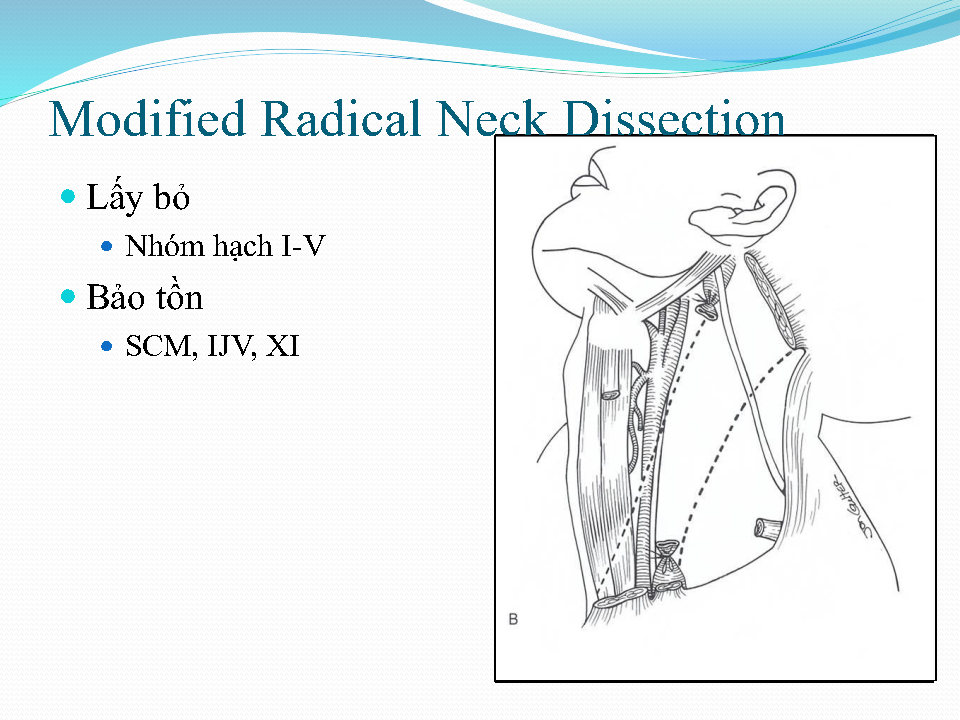 Modified Radical Neck Dissection
Lấy bỏ
Nhóm hạch I-V
Bảo tồn
SCM, IJV, XI
B